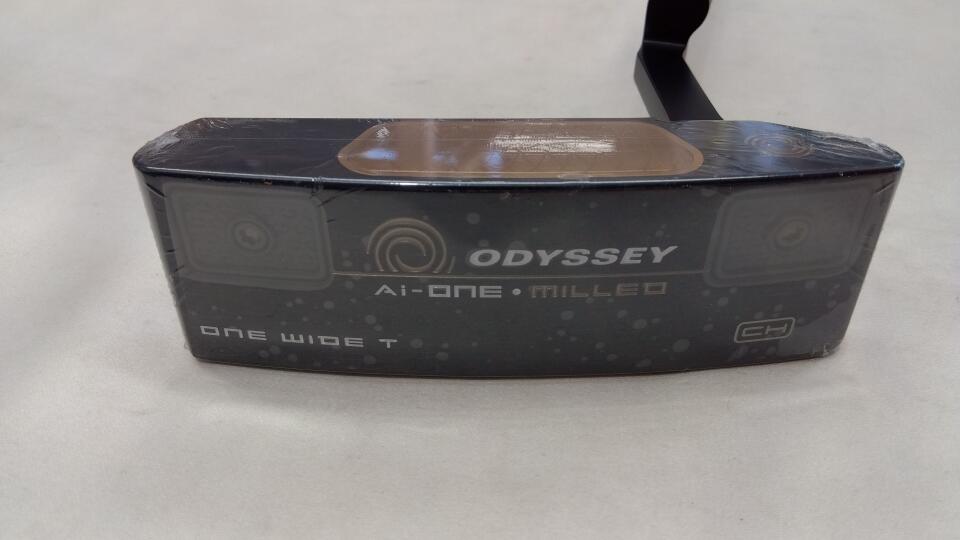 ODYSSEY
Ai-ONE • MILLED
ONE WIDE T
CH